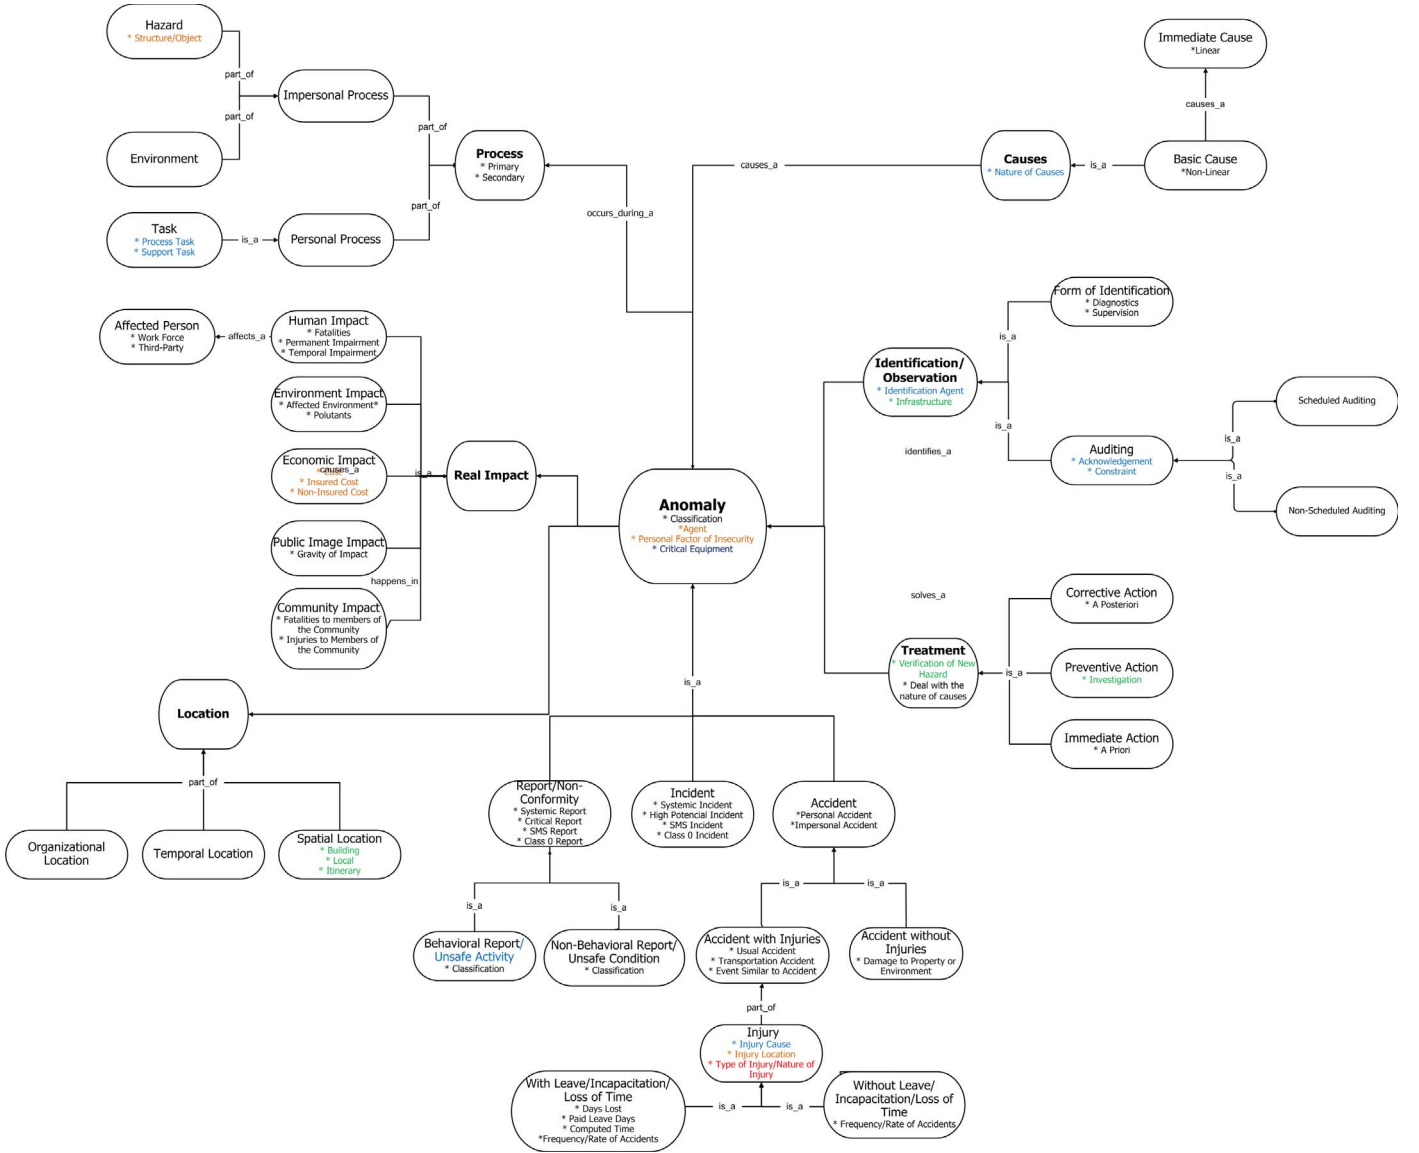 Hazard
* Structure/Object
part_of
Impersonal Process
part_of
Environment
part_of
Process
* Primary
* Secondary
part_of
Task
* Process Task
* Support Task
is_a
Personal Process
occurs_during_a
causes_a
Causes
* Nature of Causes
is_a
Basic Cause
*Non-Linear
causes_a
Immediate Cause
*Linear
Affected Person
* Work Force
* Third-Party
affects_a
Human Impact
* Fatalities
* Permanent Impairment
* Temporal Impairment
Environment Impact
* Affected Environment*
* Polutants
Economic Impact
causes_a
* Insured Cost
* Non-Insured Cost
is_a
Real Impact
Public Image Impact
* Gravity of Impact
happens_in
Community Impact
* Fatalities to members of
the Community
* Injuries to Members of
the Community
Form of Identification
* Diagnostics
* Supervision
is_a
Identification/
Observation
* Identification Agent
* Infrastructure
is_a
identifies_a
Auditing
* Acknowledgement
* Constraint
is_a
Scheduled Auditing
is_a
Non-Scheduled Auditing
Anomaly
* Classification
*Agent
* Personal Factor of Insecurity
* Critical Equipment
solves_a
Treatment
* Verification of New
Hazard
* Deal with the
nature of causes
is_a
Corrective Action
* A Posteriori
Preventive Action
* Investigation
Immediate Action
* A Priori
Location
part_of
Organizational
Location
Temporal Location
Spatial Location
* Building
* Local
* Itinerary
is_a
Report/Non-
Conformity
* Systemic Report
* Critical Report
* SMS Report
* Class 0 Report
Incident
* Systemic Incident
* High Potencial Incident
* SMS Incident
* Class 0 Incident
Accident
*Personal Accident
*Impersonal Accident
is_a
is_a
Behavioral Report/
Unsafe Activity
* Classification
Non-Behavioral Report/
Unsafe Condition
* Classification
is_a
is_a
Accident with Injuries
* Usual Accident
* Transportation Accident
* Event Similar to Accident
Accident without
Injuries
* Damage to Property or
Environment
part_of
Injury
* Injury Cause
* Injury Location
* Type of Injury/Nature of
Injury
With Leave/Incapacitation/
Loss of Time
* Days Lost
* Paid Leave Days
* Computed Time
*Frequency/Rate of Accidents
is_a
is_a
Without Leave/
Incapacitation/Loss of
Time
* Frequency/Rate of Accidents